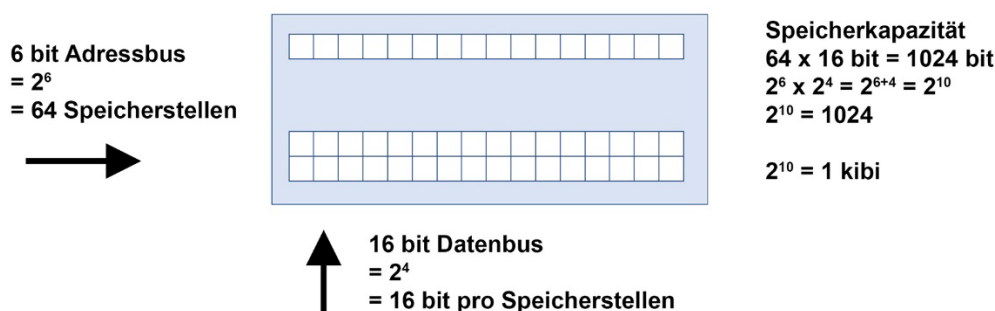 6 bit Adressbus
= 2⁶
= 64 Speicherstellen
Speicherkapazität
64 x 16 bit = 1024 bit
2⁶ x 2⁴ = 2⁶⁺⁴ = 2¹⁰
2¹⁰ = 1024
2¹⁰ = 1 kibi
16 bit Datenbus
= 2⁴
= 16 bit pro Speicherstellen